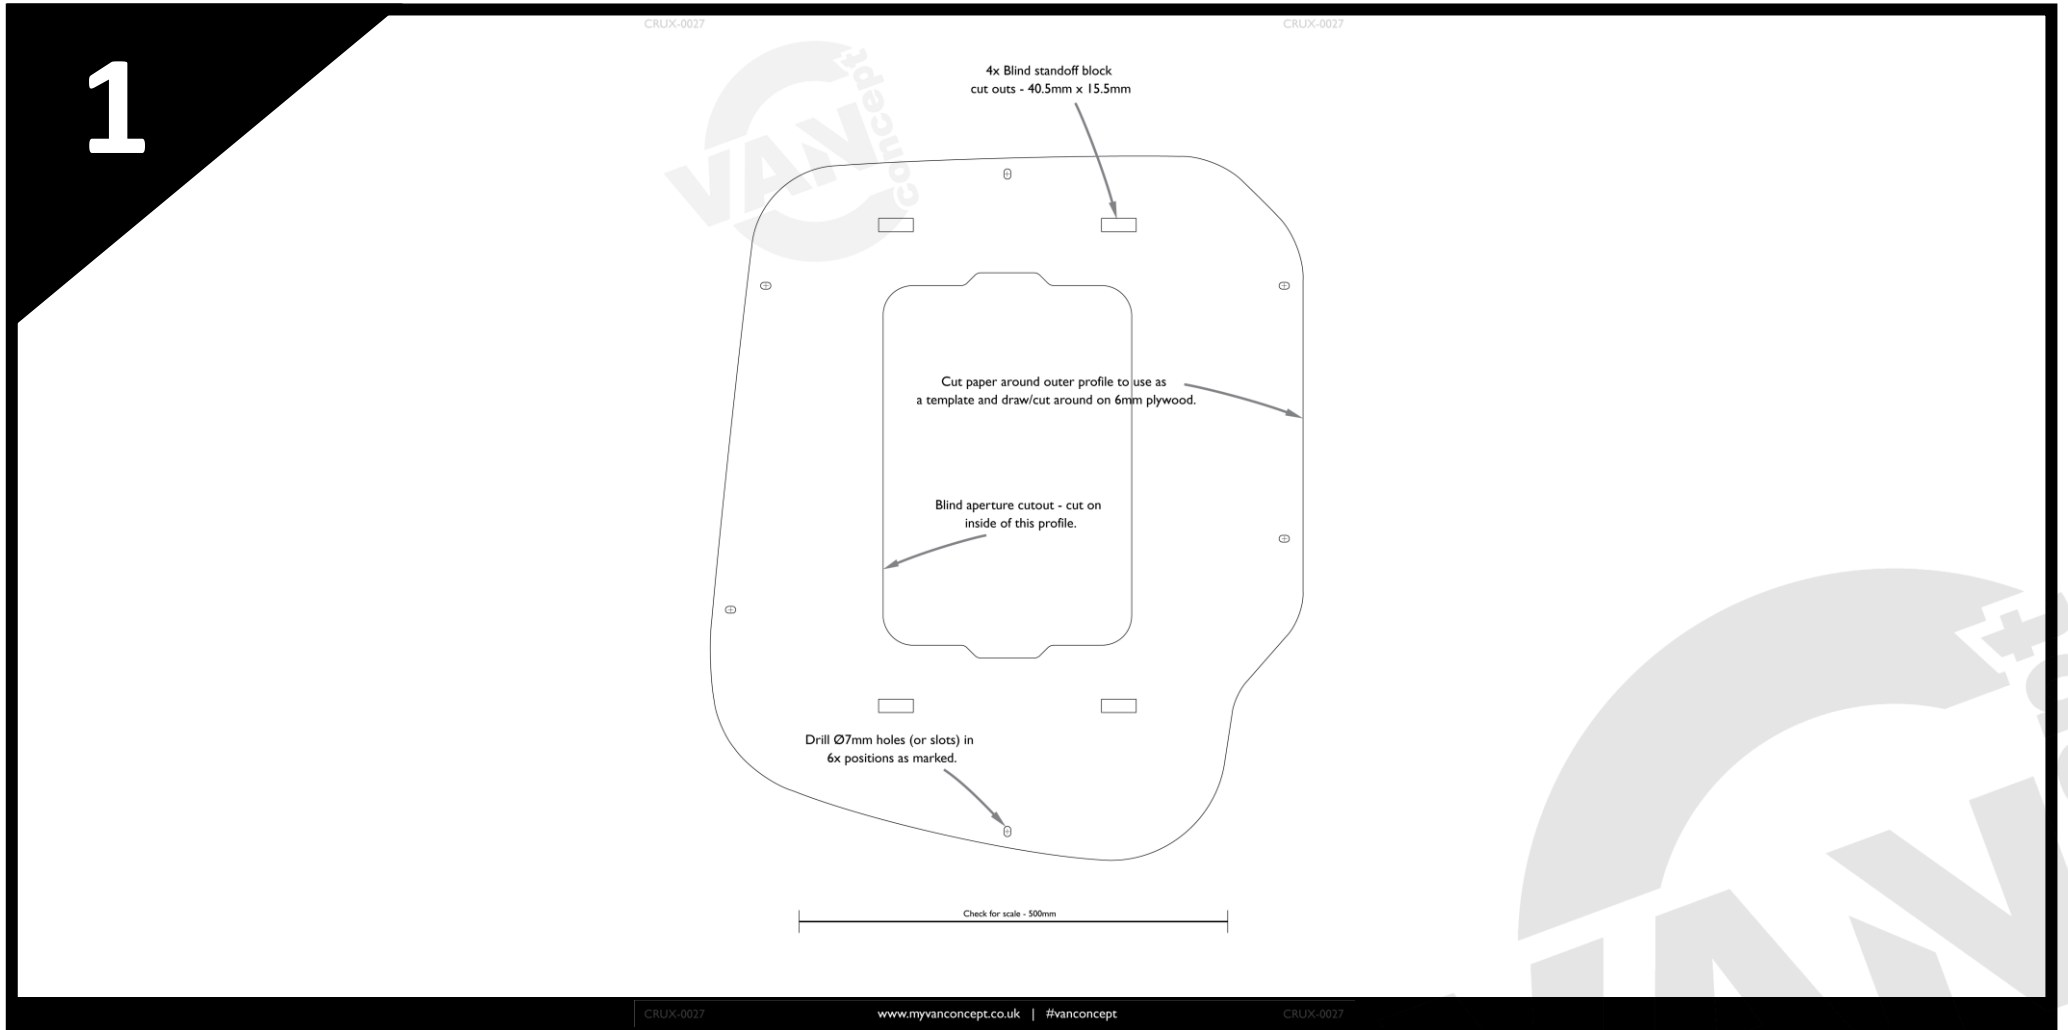 1
CRUX-0027
CRUX-0027
VAN
concept
4x Blind standoff block
cut outs - 40.5mm x 15.5mm
Cut paper around outer profile to use as
a template and draw/cut around on 6mm plywood.
Blind aperture cutout - cut on
inside of this profile.
Drill Ø7mm holes (or slots) in
6x positions as marked.
Check for scale - 500mm
VAN
CRUX-0027
www.myvanconcept.co.uk | #vanconcept
CRUX-0027